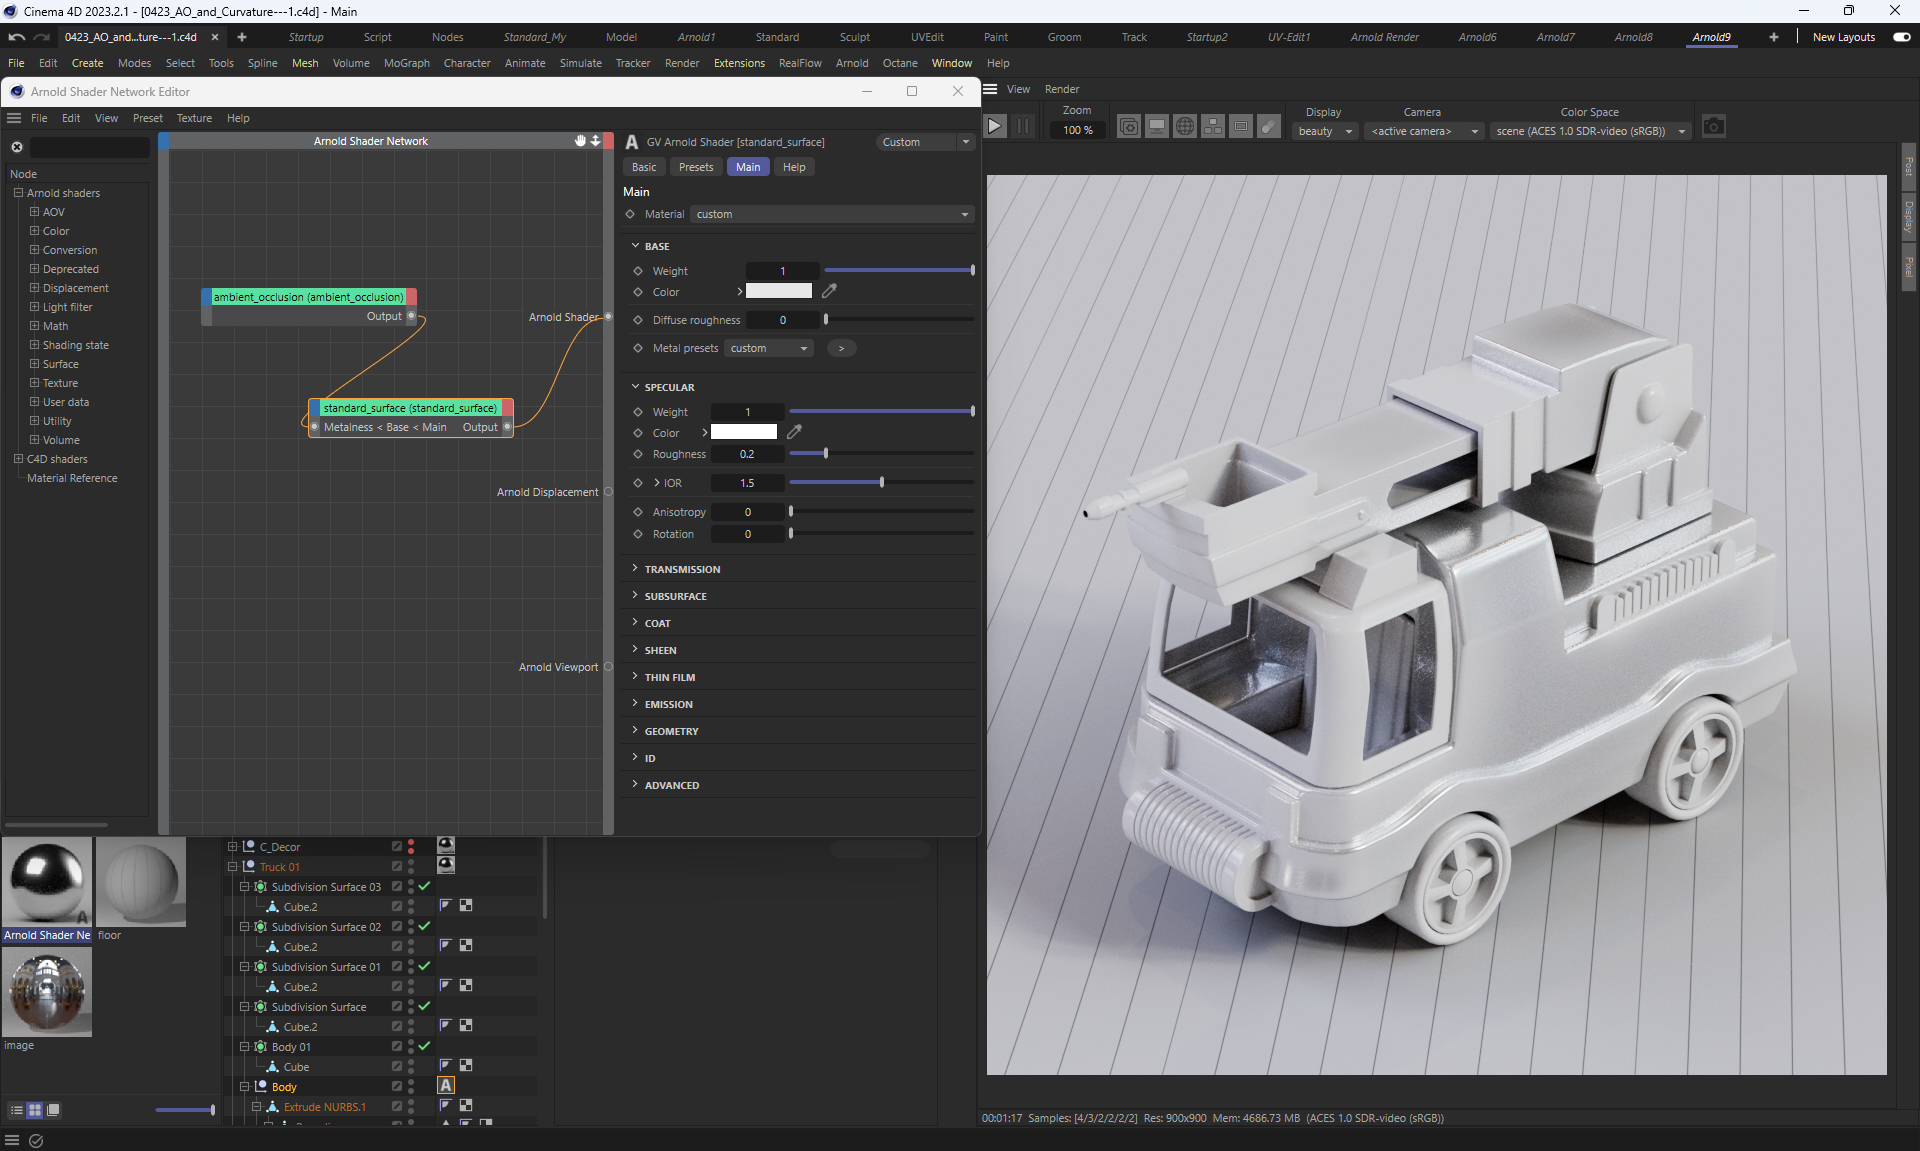 Cinema 4D 2023.2.1 - [0423_AO_and_Curvature---1.c4d] - Main
0423_AO_and...ture---1.c4d × + Startup Script Nodes Standard_My Model Arnold1 Standard Sculpt UVEdit Paint Groom Track Startup2 UV-Edit1 Arnold Render Arnold6 Arnold7 Arnold8 Arnold9 + New Layouts
File Edit Create Modes Select Tools Spline Mesh Volume MoGraph Character Animate Simulate Tracker Render Extensions RealFlow Arnold Octane Window Help
Arnold Shader Network Editor
File Edit View Preset Texture Help
Node
Arnold shaders
AOV
Color
Conversion
Deprecated
Displacement
Light filter
Math
Shading state
Surface
Texture
User data
Utility
Volume
C4D shaders
Material Reference
Arnold Shader Network
ambient_occlusion (ambient_occlusion)
Output
Arnold Shader
standard_surface (standard_surface)
Metalness < Base < Main Output
Arnold Displacement
Arnold Viewport
A GV Arnold Shader [standard_surface] Custom
Basic Presets Main Help
Main
Material custom
BASE
Weight 1
Color
Diffuse roughness 0
Metal presets custom >
SPECULAR
Weight 1
Color
Roughness 0.2
IOR 1.5
Anisotropy 0
Rotation 0
TRANSMISSION
SUBSURFACE
COAT
SHEEN
THIN FILM
EMISSION
GEOMETRY
ID
ADVANCED
View Render
Zoom Display Camera Color Space
100 % beauty <active camera> scene (ACES 1.0 SDR-video (sRGB))
Post
Display
Pixel
A
Arnold Shader Ne floor
image
C_Decor
Truck 01
Subdivision Surface 03
Cube.2
Subdivision Surface 02
Cube.2
Subdivision Surface 01
Cube.2
Subdivision Surface
Cube.2
Body 01
Cube
Body A
Extrude NURBS.1
00:01:17 Samples: [4/3/2/2/2/2] Res: 900x900 Mem: 4686.73 MB (ACES 1.0 SDR-video (sRGB))